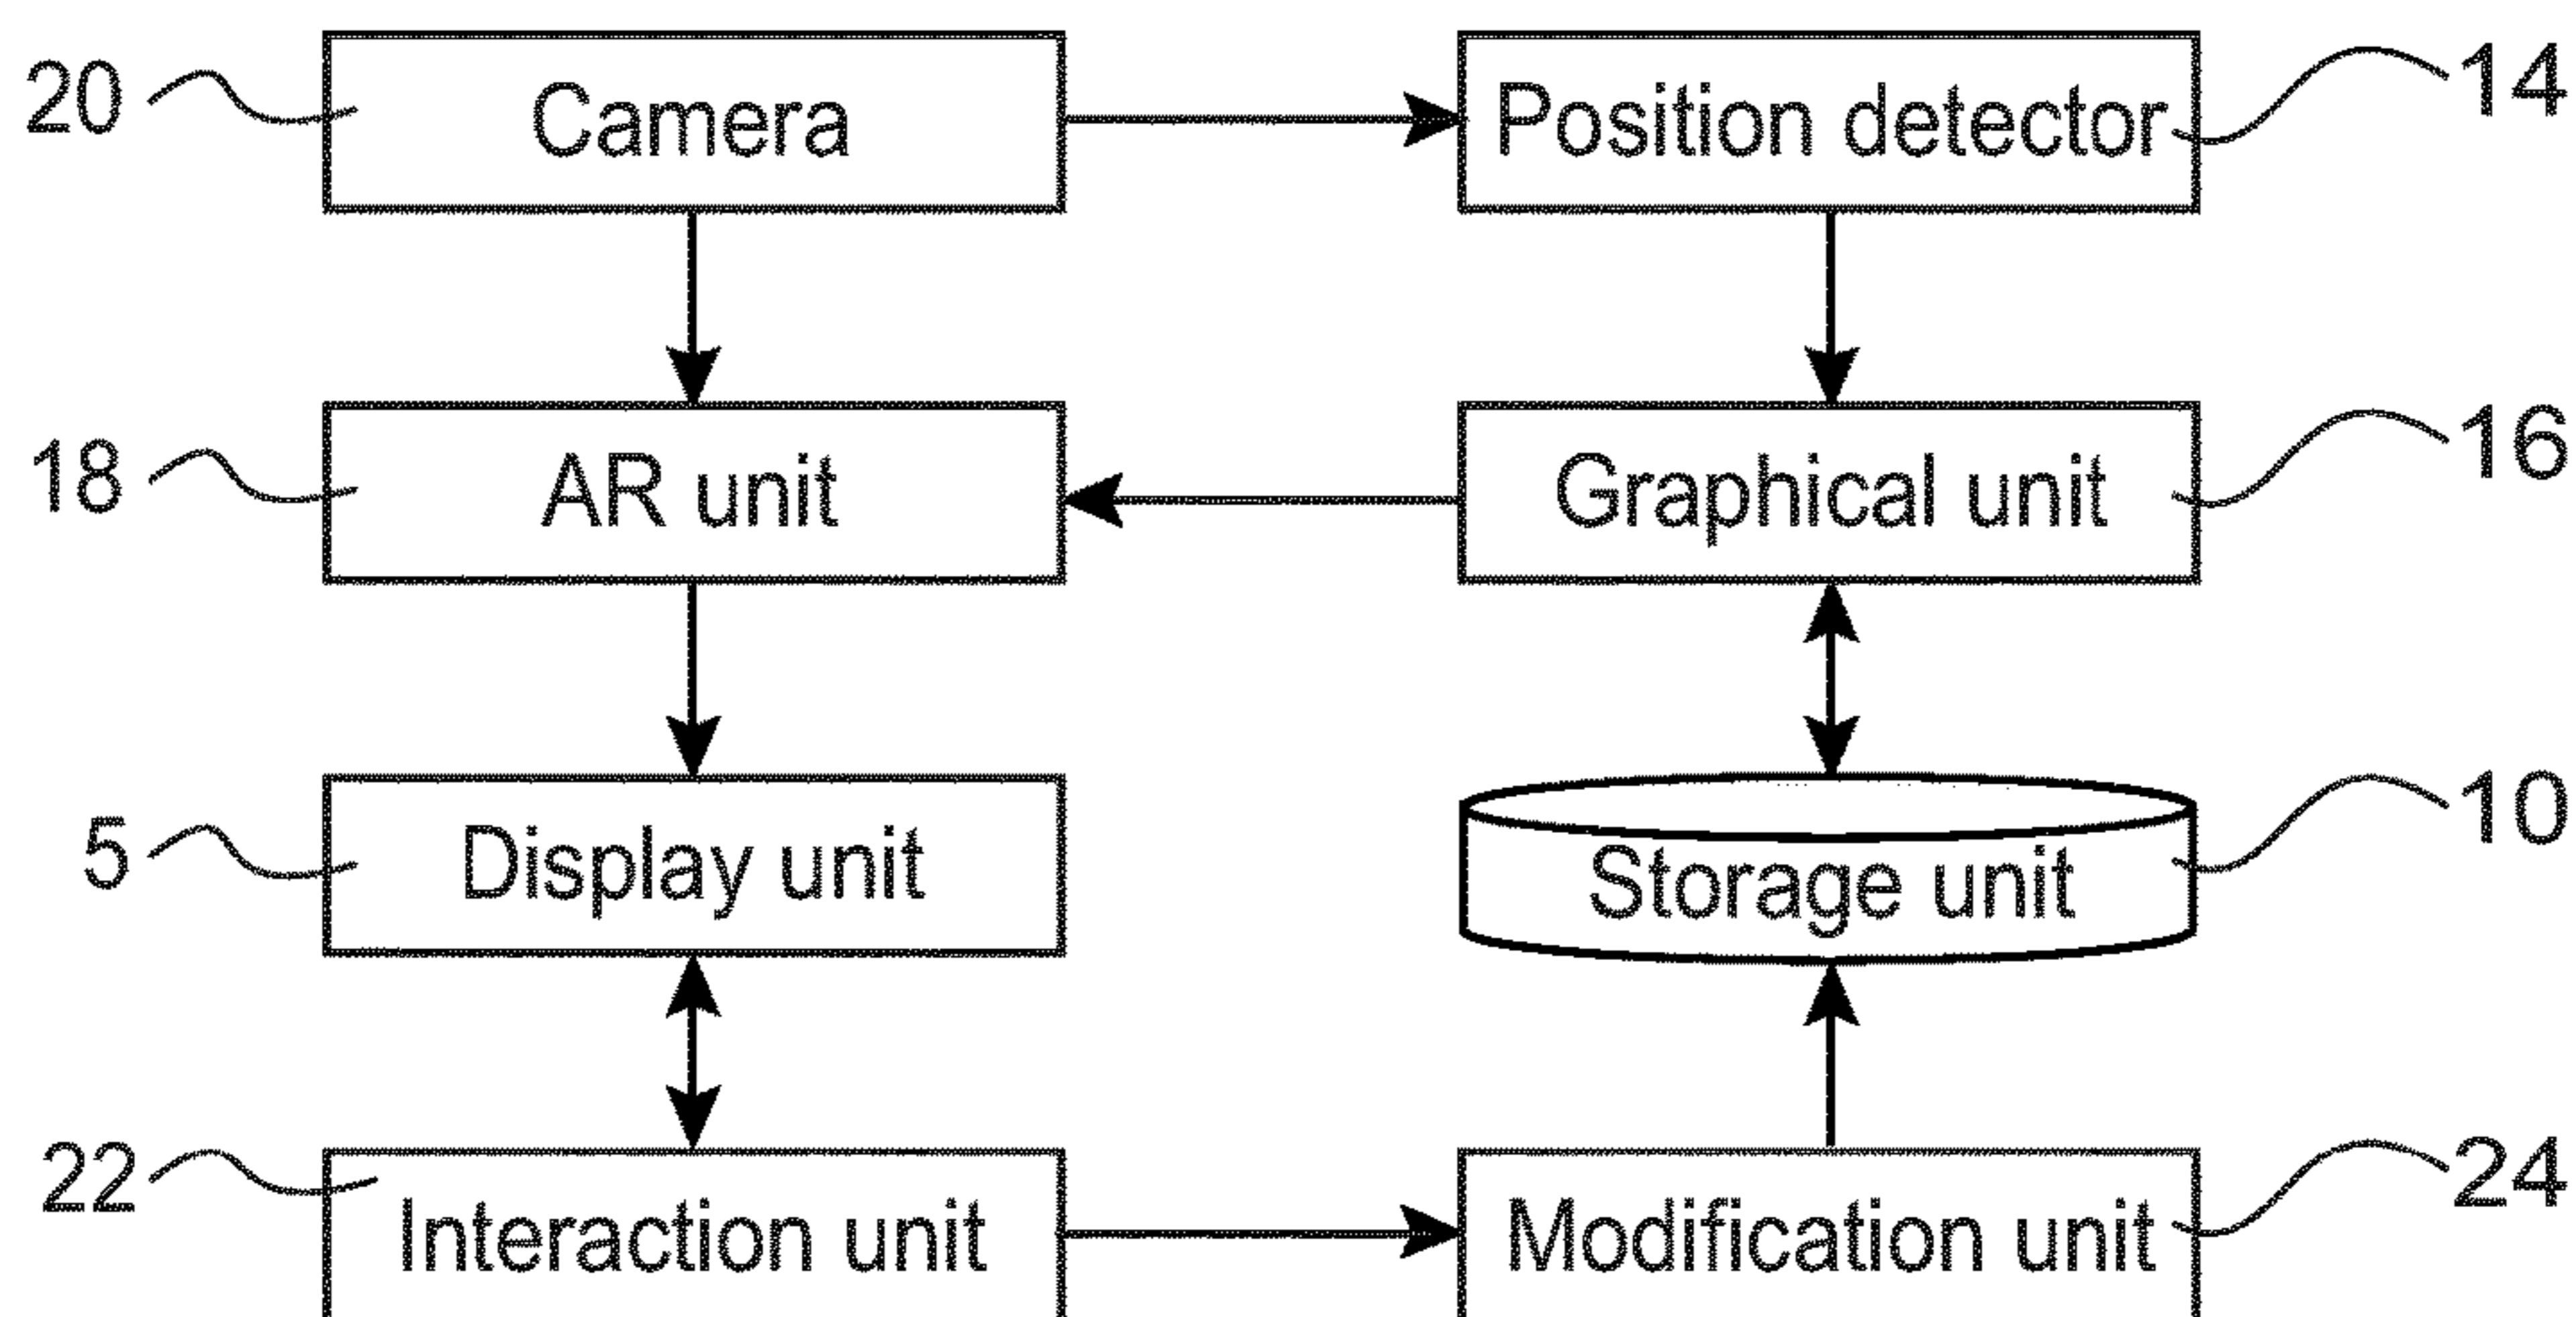 20 Camera Position detector 14
18 AR unit Graphical unit 16
5 Display unit Storage unit 10
22 Interaction unit Modification unit 24